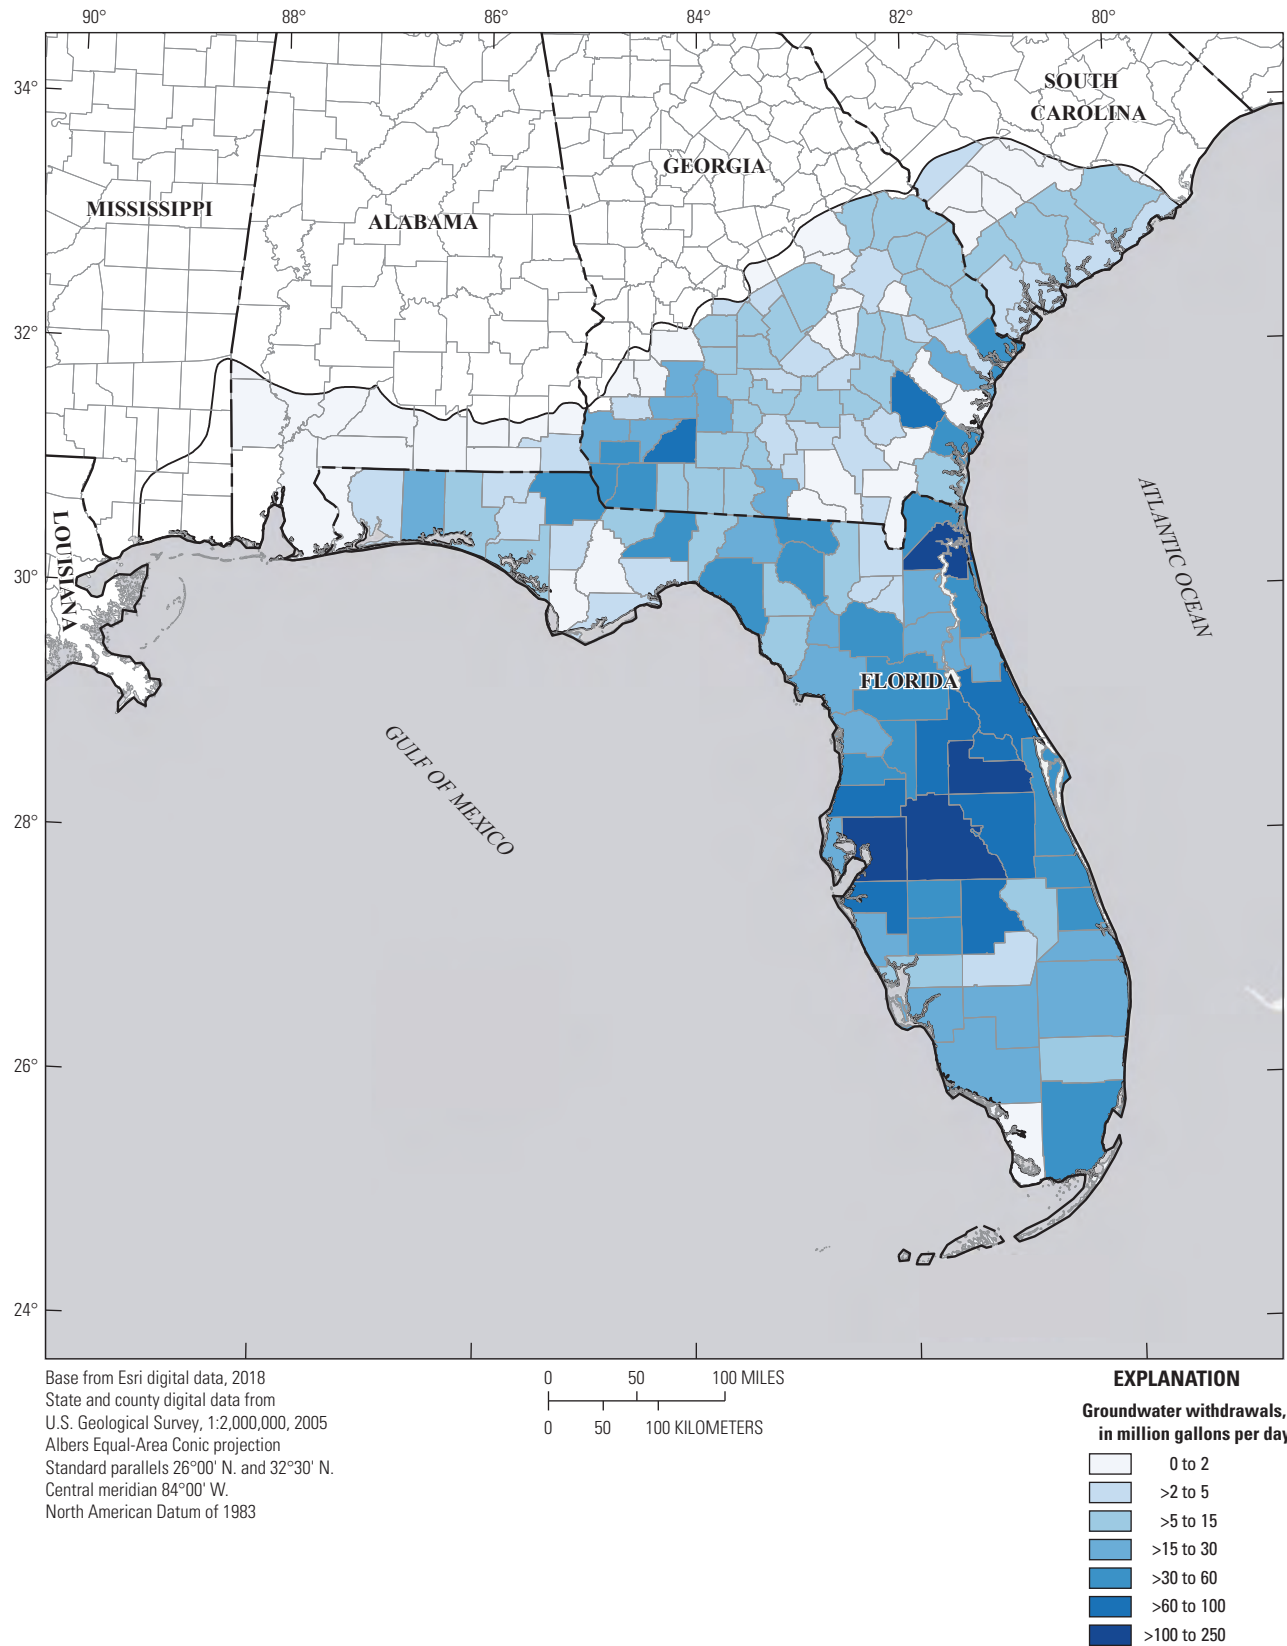 90°
88°
86°
84°
82°
80°
34°
32°
30°
28°
26°
24°
SOUTH
CAROLINA
GEORGIA
MISSISSIPPI
ALABAMA
LOUISIANA
FLORIDA
ATLANTIC OCEAN
GULF OF MEXICO
Base from Esri digital data, 2018
State and county digital data from
U.S. Geological Survey, 1:2,000,000, 2005
Albers Equal-Area Conic projection
Standard parallels 26°00' N. and 32°30' N.
Central meridian 84°00' W.
North American Datum of 1983
0 50 100 MILES
0 50 100 KILOMETERS
EXPLANATION
Groundwater withdrawals,
in million gallons per day
0 to 2
>2 to 5
>5 to 15
>15 to 30
>30 to 60
>60 to 100
>100 to 250